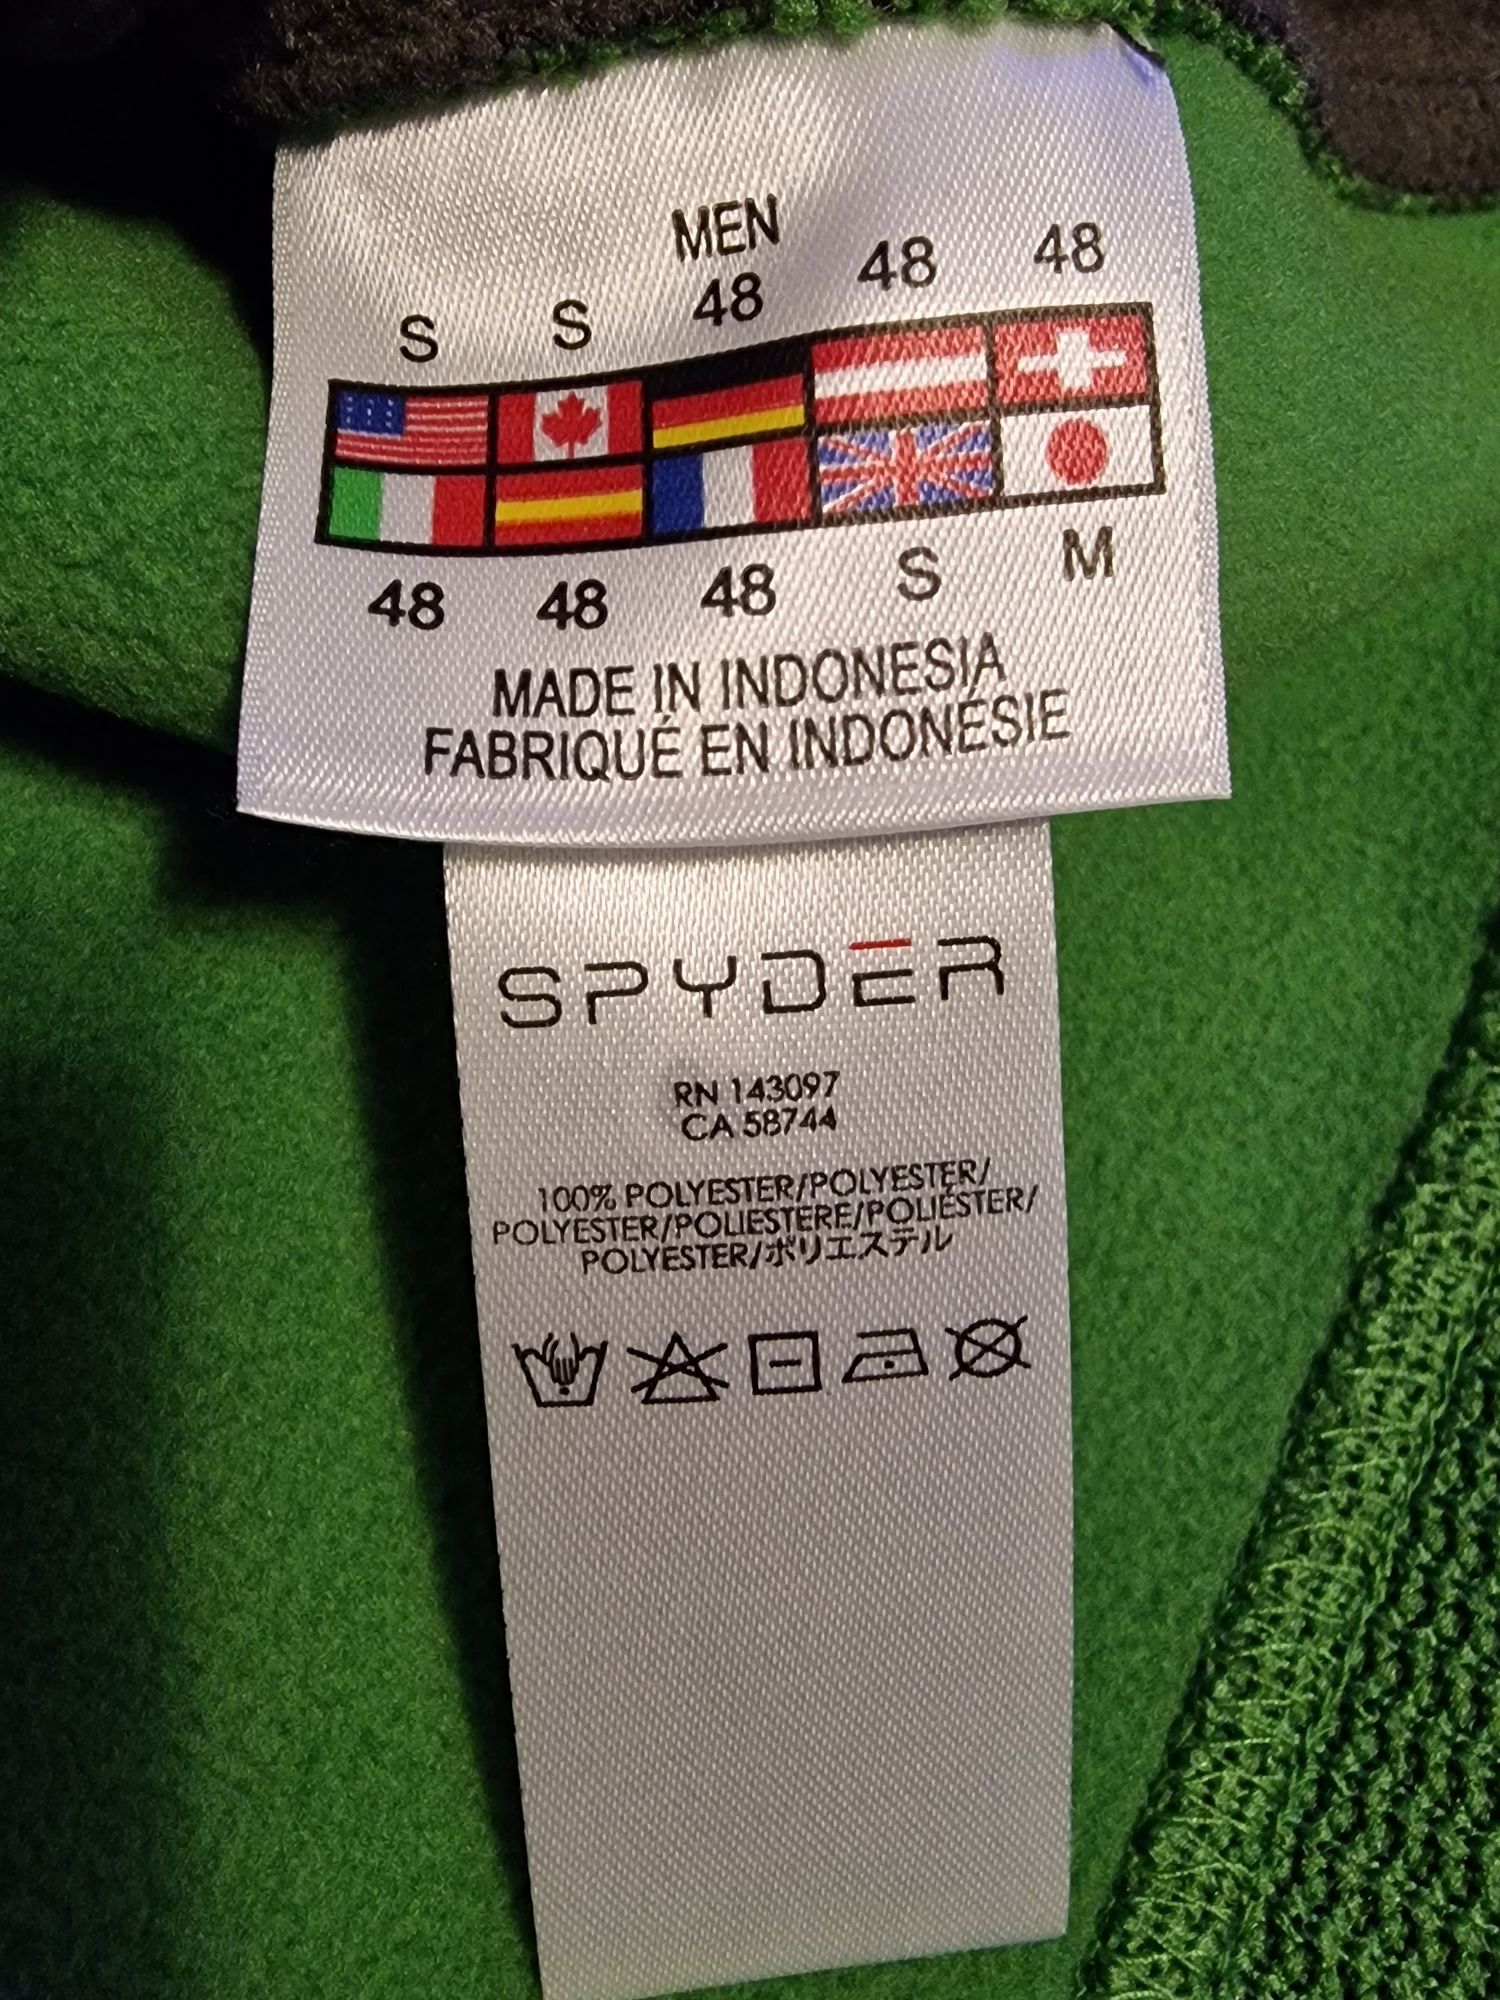 MEN
S S 48 48 48
48 48 48 S M
MADE IN INDONESIA
FABRIQUÉ EN INDONÉSIE
SPYDER
RN 143097
CA 58744
100% POLYESTER/POLYESTER/
POLYESTER/POLIESTERE/POLIÉSTER/
POLYESTER/ポリエステル